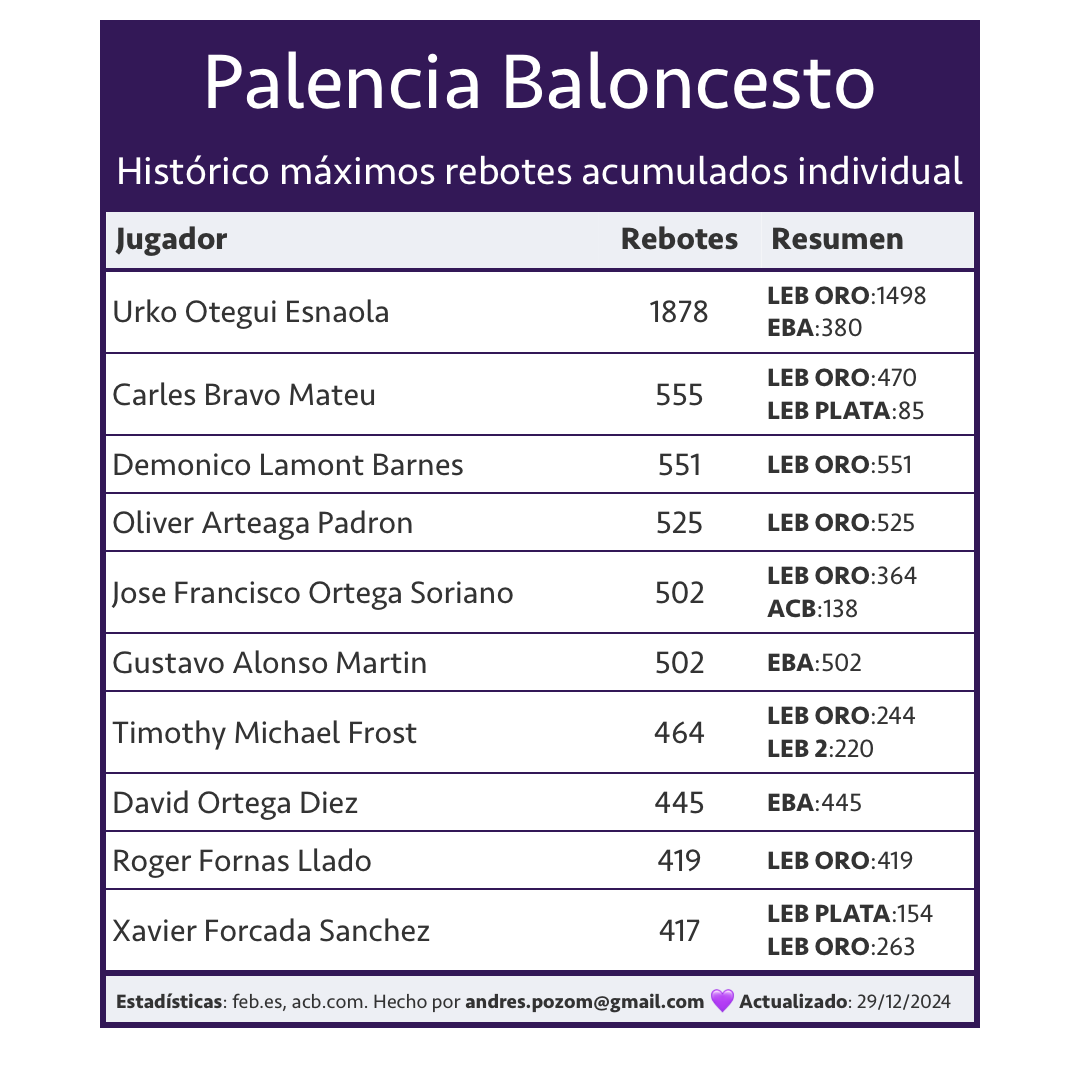 Palencia Baloncesto
Histórico máximos rebotes acumulados individual
Jugador Rebotes Resumen
Urko Otegui Esnaola 1878 LEB ORO:1498
EBA:380
Carles Bravo Mateu 555 LEB ORO:470
LEB PLATA:85
Demonico Lamont Barnes 551 LEB ORO:551
Oliver Arteaga Padron 525 LEB ORO:525
Jose Francisco Ortega Soriano 502 LEB ORO:364
ACB:138
Gustavo Alonso Martin 502 EBA:502
Timothy Michael Frost 464 LEB ORO:244
LEB 2:220
David Ortega Diez 445 EBA:445
Roger Fornas Llado 419 LEB ORO:419
Xavier Forcada Sanchez 417 LEB PLATA:154
LEB ORO:263
Estadísticas: feb.es, acb.com. Hecho por andres.pozom@gmail.com 💜 Actualizado: 29/12/2024